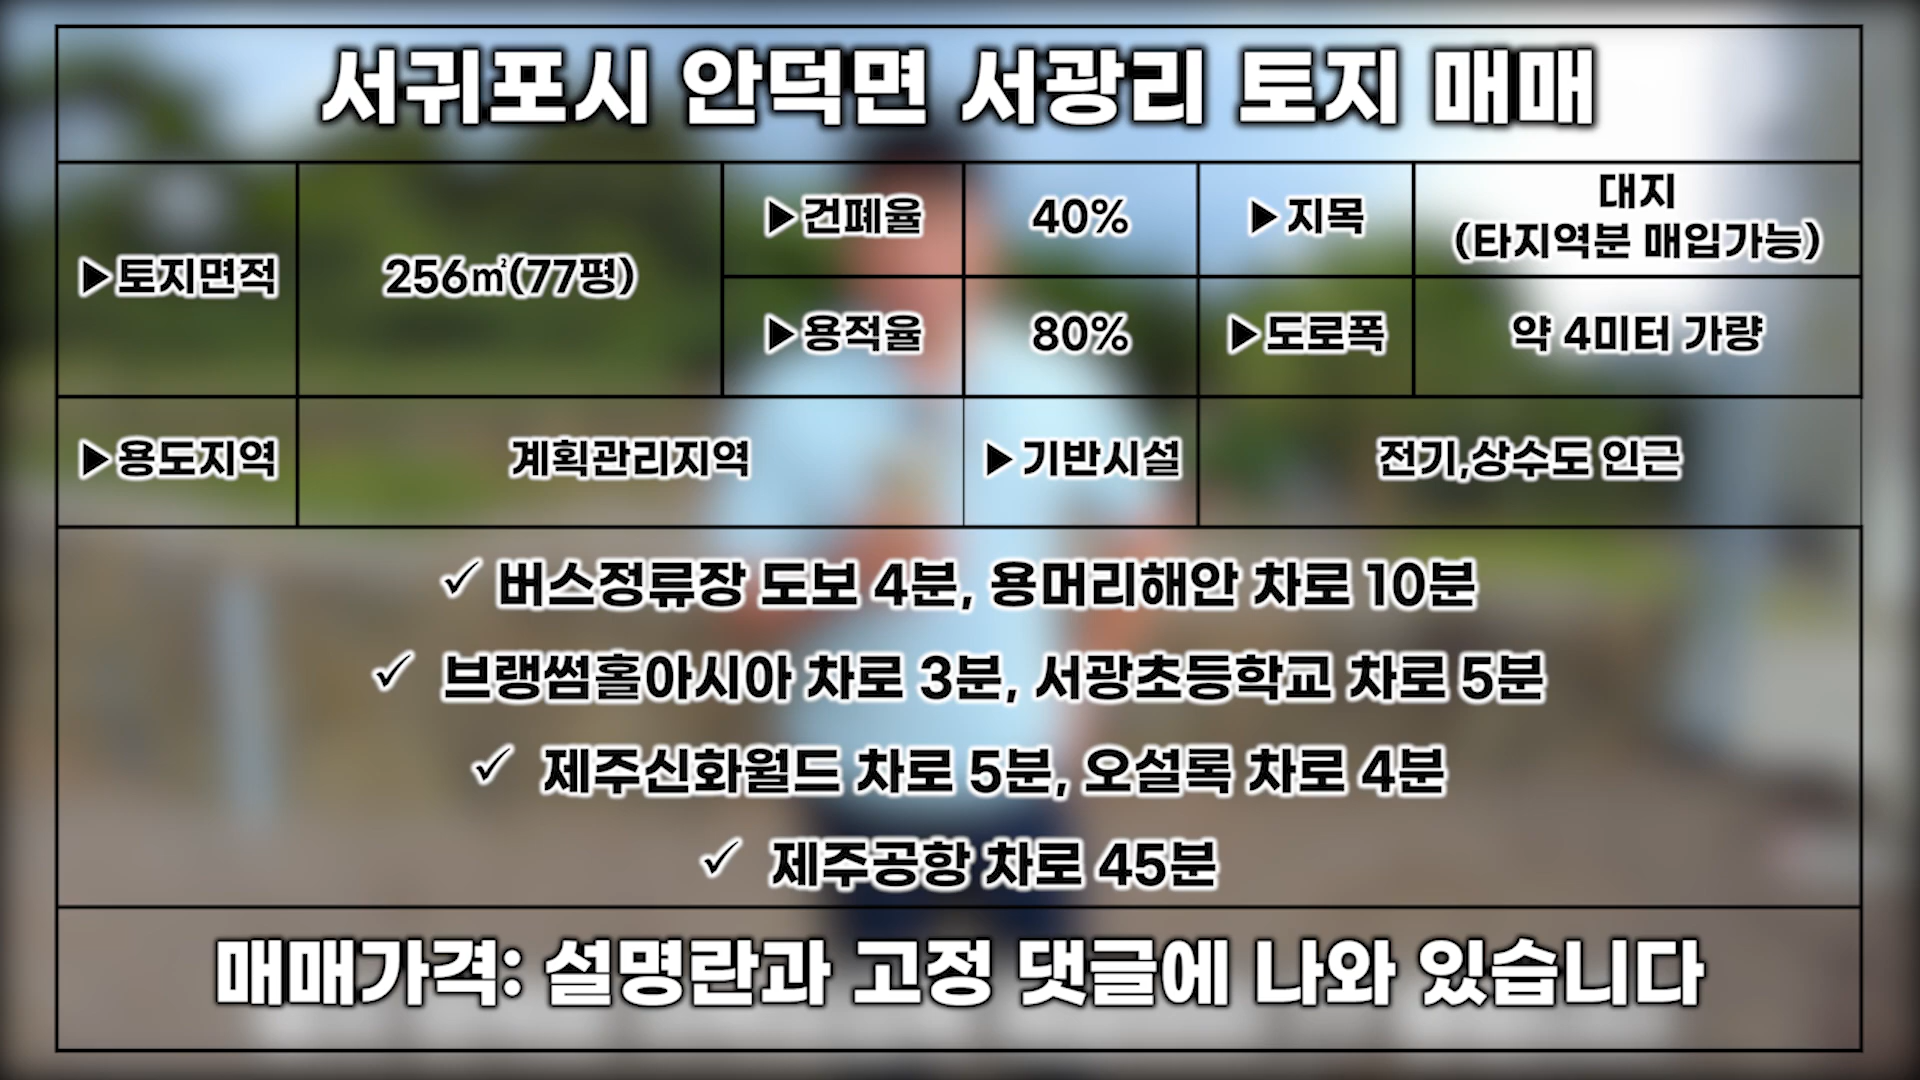 서귀포시 안덕면 서광리 토지 매매
▶토지면적
256㎡(77평)
▶건폐율
40%
▶지목
대지
(타지역분 매입가능)
▶용적율
80%
▶도로폭
약 4미터 가량
▶용도지역
계획관리지역
▶기반시설
전기,상수도 인근
✓ 버스정류장 도보 4분, 용머리해안 차로 10분
✓ 브랭썸홀아시아 차로 3분, 서광초등학교 차로 5분
✓ 제주신화월드 차로 5분, 오설록 차로 4분
✓ 제주공항 차로 45분
매매가격: 설명란과 고정 댓글에 나와 있습니다